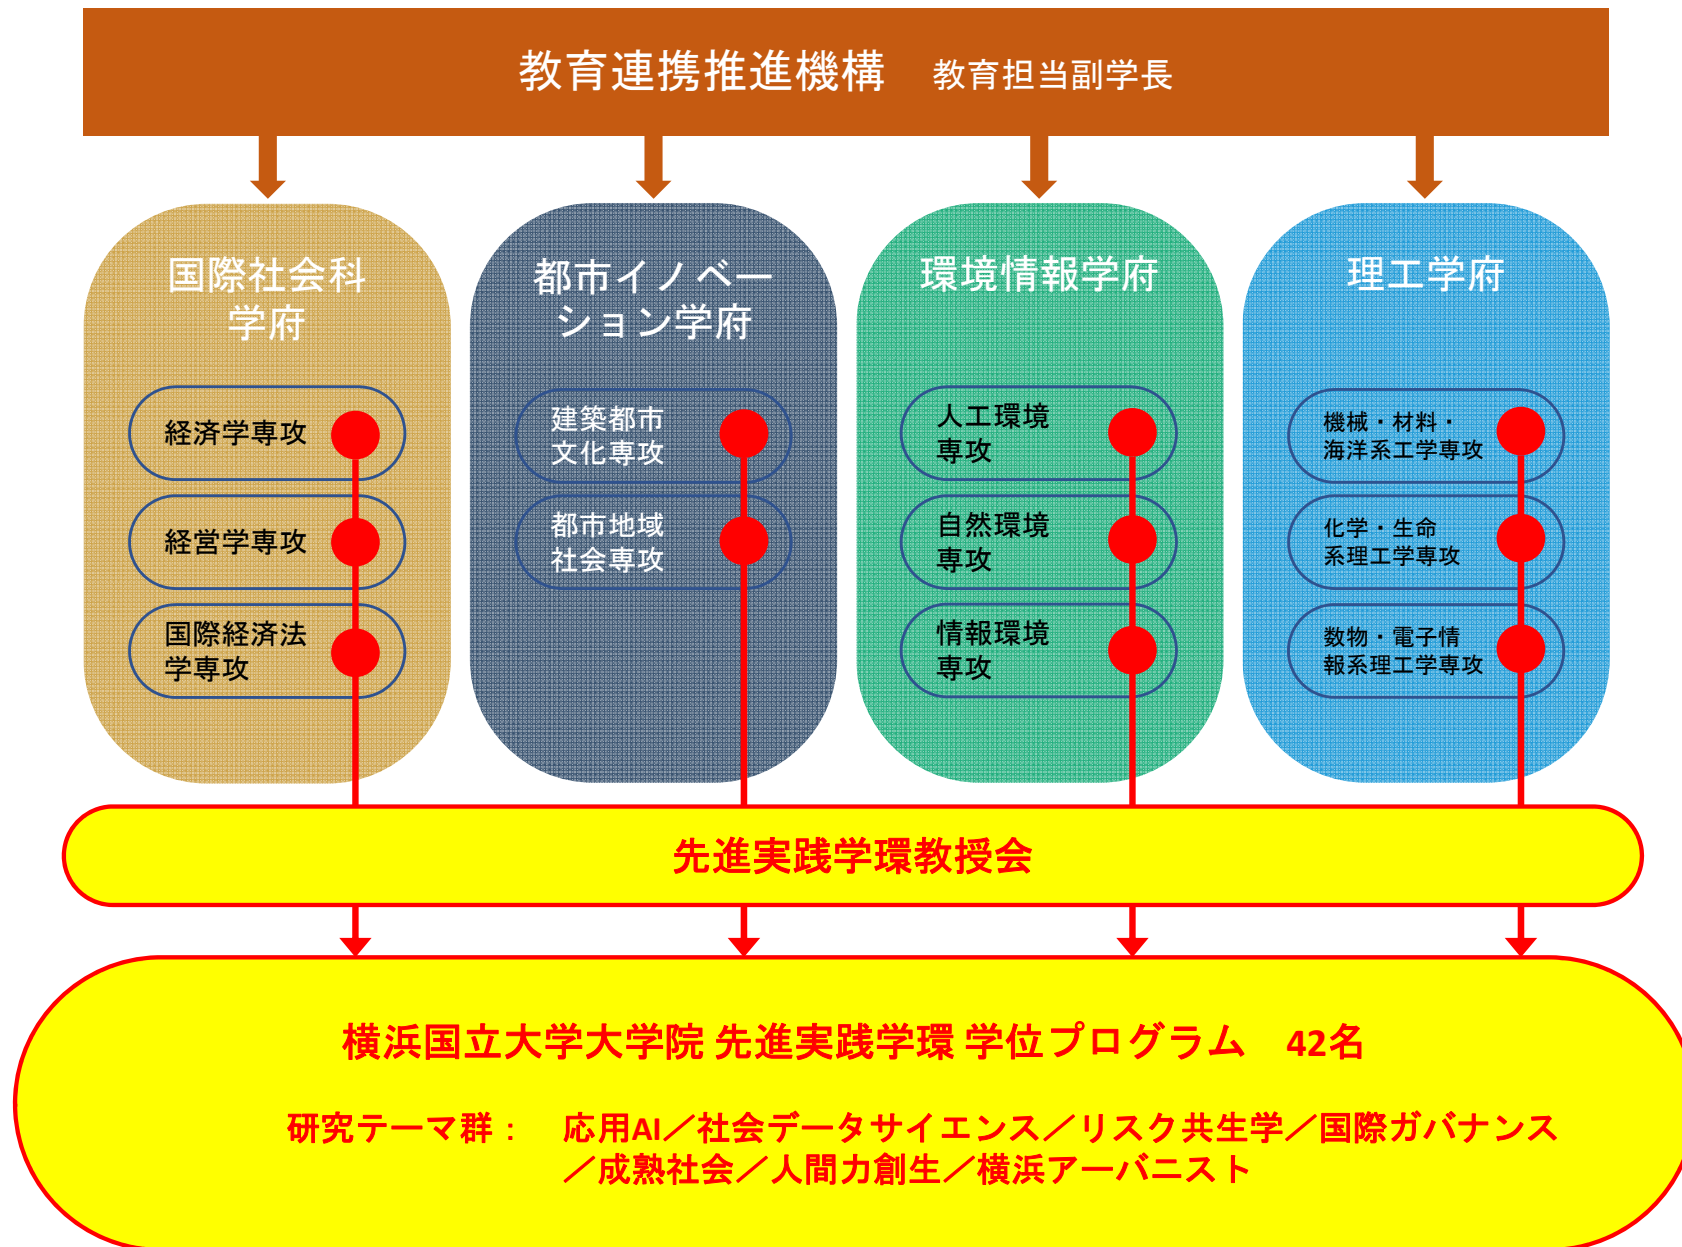 教育連携推進機構　教育担当副学長
国際社会科
学府
経済学専攻
経営学専攻
国際経済法
学専攻
都市イノベー
ション学府
建築都市
文化専攻
都市地域
社会専攻
環境情報学府
人工環境
専攻
自然環境
専攻
情報環境
専攻
理工学府
機械・材料・
海洋系工学専攻
化学・生命
系理工学専攻
数物・電子情
報系理工学専攻
先進実践学環教授会
横浜国立大学大学院 先進実践学環 学位プログラム　42名
研究テーマ群：　応用AI／社会データサイエンス／リスク共生学／国際ガバナンス
／成熟社会／人間力創生／横浜アーバニスト